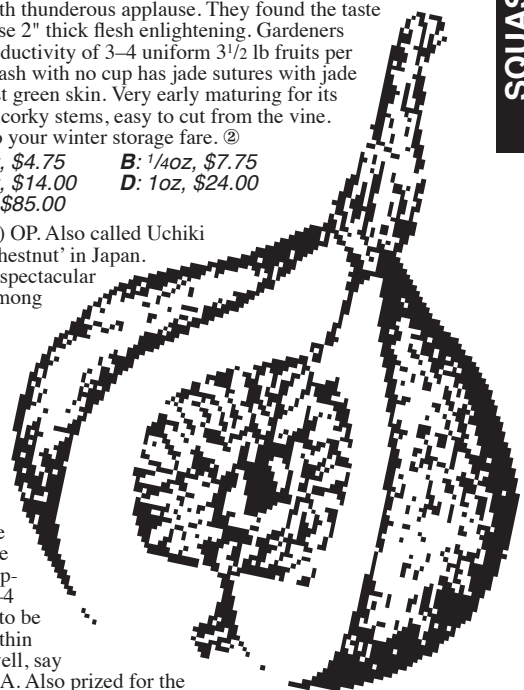 th thunderous applause. They found the taste
se 2" thick flesh enlightening. Gardeners
ductivity of 3–4 uniform 3½ lb fruits per
ash with no cup has jade sutures with jade
t green skin. Very early maturing for its
corky stems, easy to cut from the vine.
o your winter storage fare. ②
, $4.75 B: ¼oz, $7.75
, $14.00 D: 1oz, $24.00
$85.00
) OP. Also called Uchiki
hestnut’ in Japan.
spectacular
mong
e
e
p-
–4
to be
thin
ell, say
A. Also prized for the
SQUAS